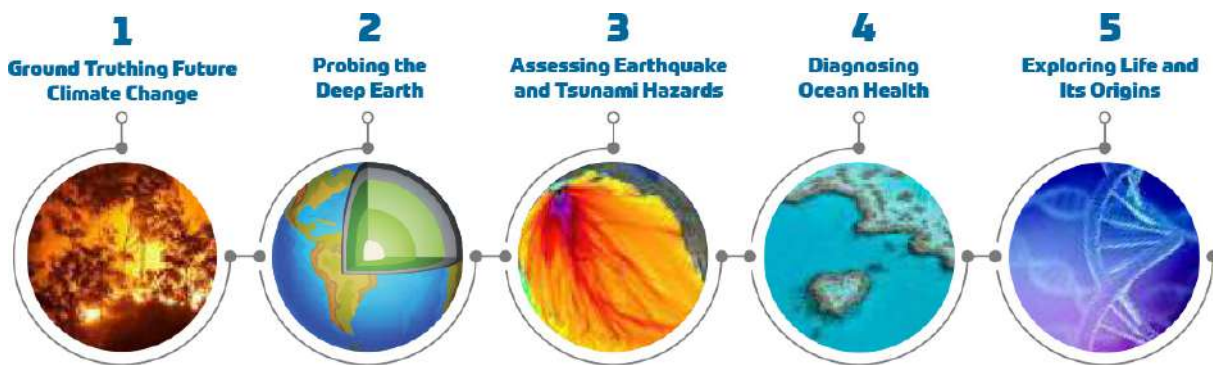 1
Ground Truthing Future
Climate Change
2
Probing the
Deep Earth
3
Assessing Earthquake
and Tsunami Hazards
4
Diagnosing
Ocean Health
5
Exploring Life and
Its Origins